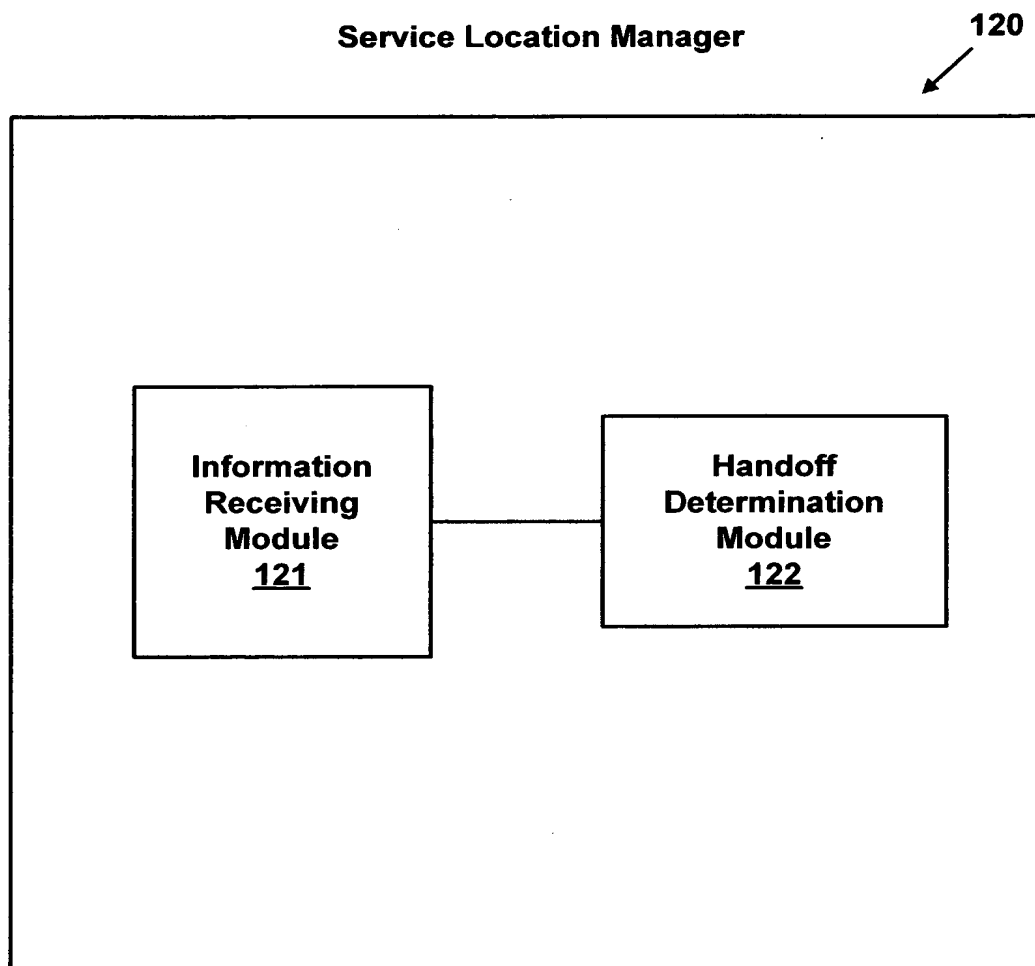 Service Location Manager
120
Information
Receiving
Module
121
Handoff
Determination
Module
122